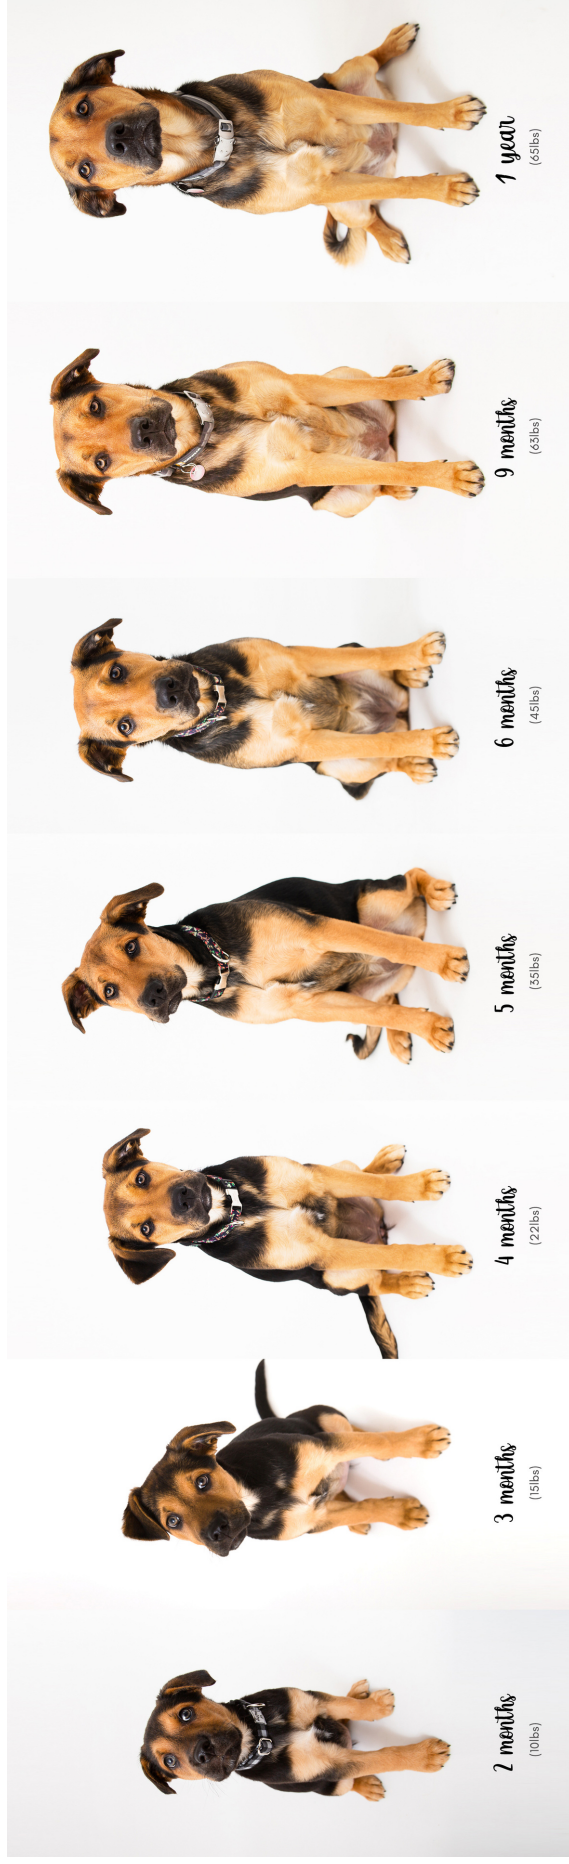 2 months
(10lbs)
3 months
(15lbs)
4 months
(22lbs)
5 months
(35lbs)
6 months
(45lbs)
9 months
(63lbs)
1 year
(65lbs)